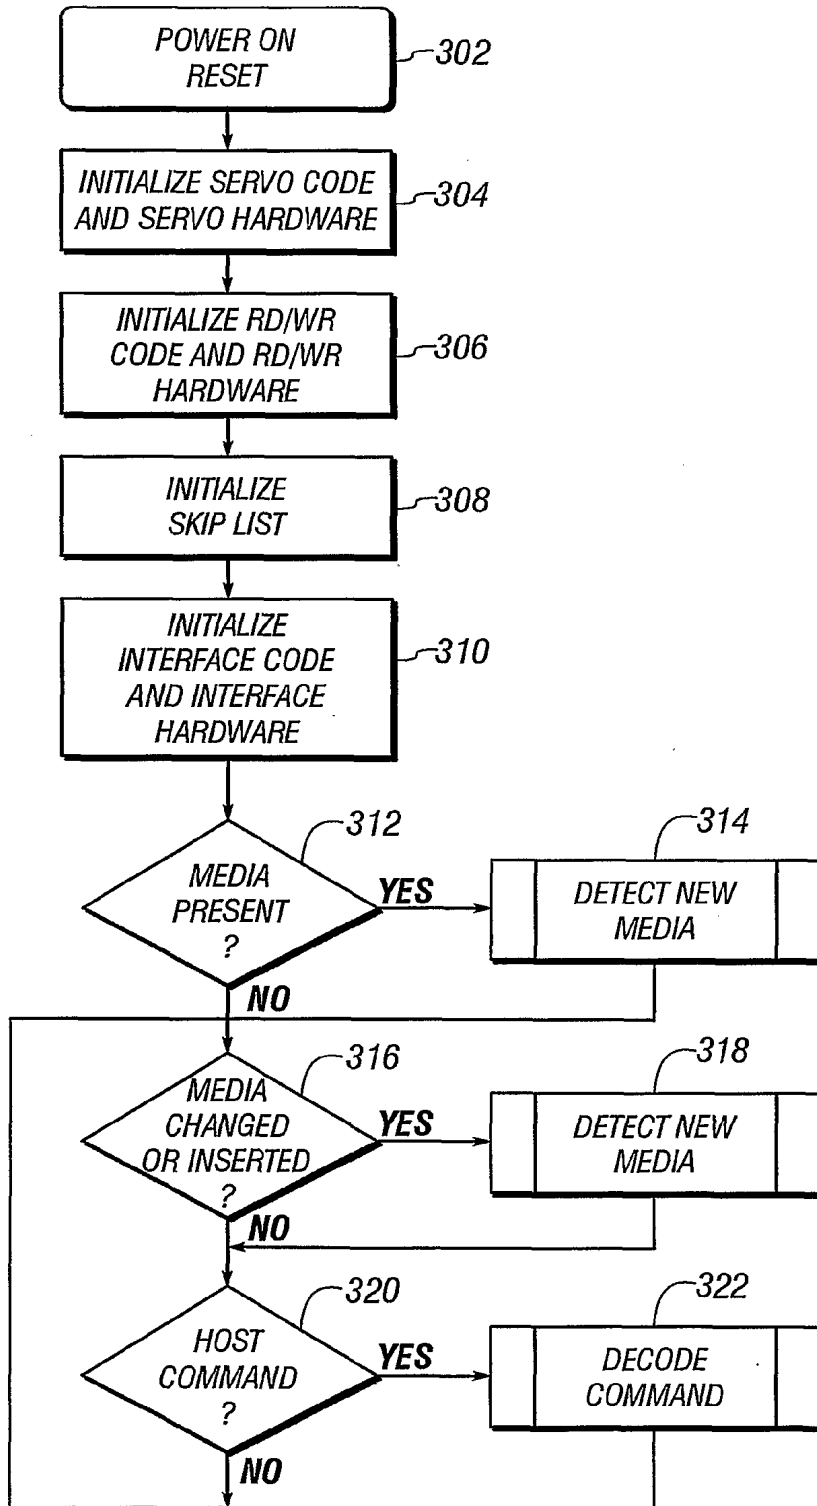 POWER ON
RESET
302
INITIALIZE SERVO CODE
AND SERVO HARDWARE
304
INITIALIZE RD/WR
CODE AND RD/WR
HARDWARE
306
INITIALIZE
SKIP LIST
308
INITIALIZE
INTERFACE CODE
AND INTERFACE
HARDWARE
310
312
MEDIA
PRESENT
?
YES
NO
314
DETECT NEW
MEDIA
316
MEDIA
CHANGED
OR INSERTED
?
YES
NO
318
DETECT NEW
MEDIA
320
HOST
COMMAND
?
YES
NO
322
DECODE
COMMAND